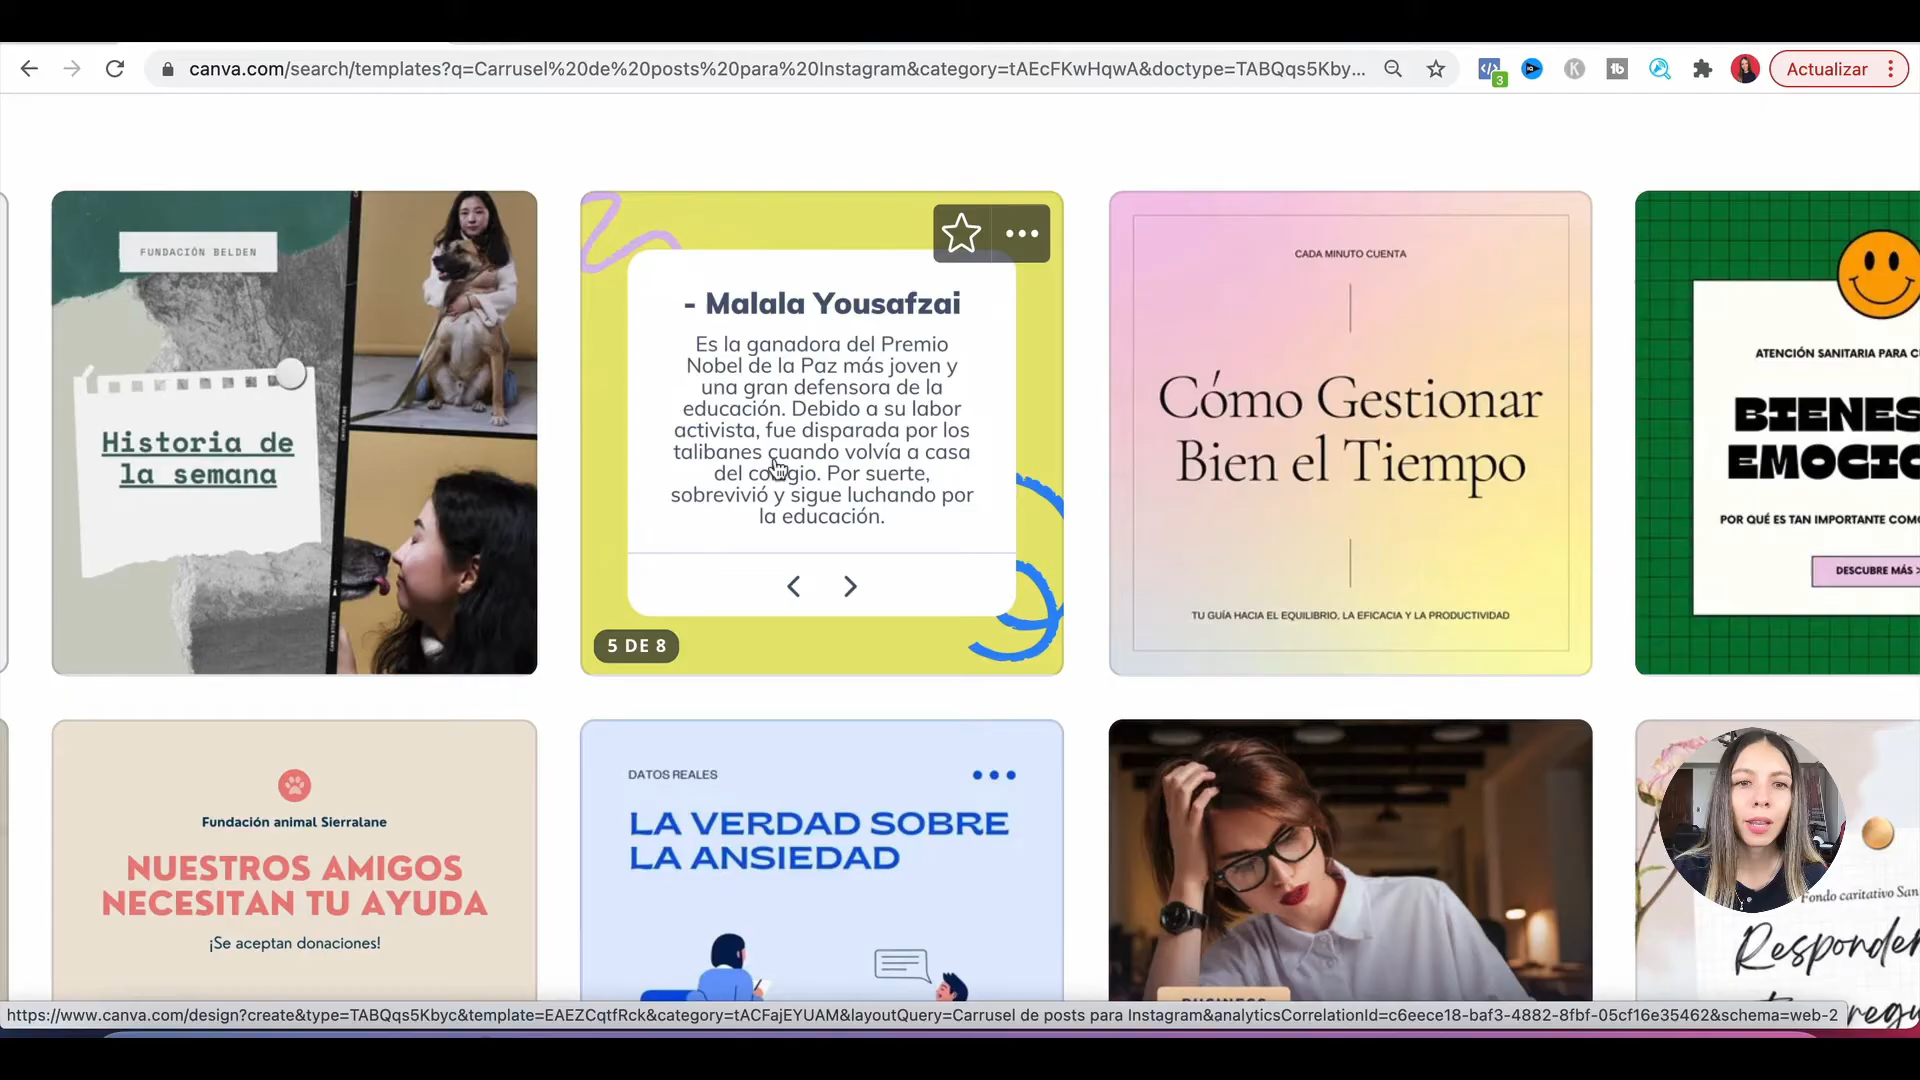 canva.com/search/templates?q=Carrusel%20de%20posts%20para%20Instagram&category=tAEcFKwHqwA&doctype=TABQqs5Kby...
3
K
tb
Actualizar
FUNDACIÓN BELDEN
Historia de
la semana
- Malala Yousafzai
Es la ganadora del Premio
Nobel de la Paz más joven y
una gran defensora de la
educación. Debido a su labor
activista, fue disparada por los
talibanes cuando volvía a casa
del colegio. Por suerte,
sobrevivió y sigue luchando por
la educación.
5 DE 8
CADA MINUTO CUENTA
Cómo Gestionar
Bien el Tiempo
TU GUÍA HACIA EL EQUILIBRIO, LA EFICACIA Y LA PRODUCTIVIDAD
ATENCIÓN SANITARIA PARA C
BIENES
EMOCIO
POR QUÉ ES TAN IMPORTANTE COMO
DESCUBRE MÁS >
Fundación animal Sierralane
NUESTROS AMIGOS
NECESITAN TU AYUDA
¡Se aceptan donaciones!
DATOS REALES
LA VERDAD SOBRE
LA ANSIEDAD
Fondo caritativo San
Responder
regu
https://www.canva.com/design?create&type=TABQqs5Kbyc&template=EAEZCqtfRck&category=tACFajEYUAM&layoutQuery=Carrusel de posts para Instagram&analyticsCorrelationId=c6eece18-baf3-4882-8fbf-05cf16e35462&schema=web-2